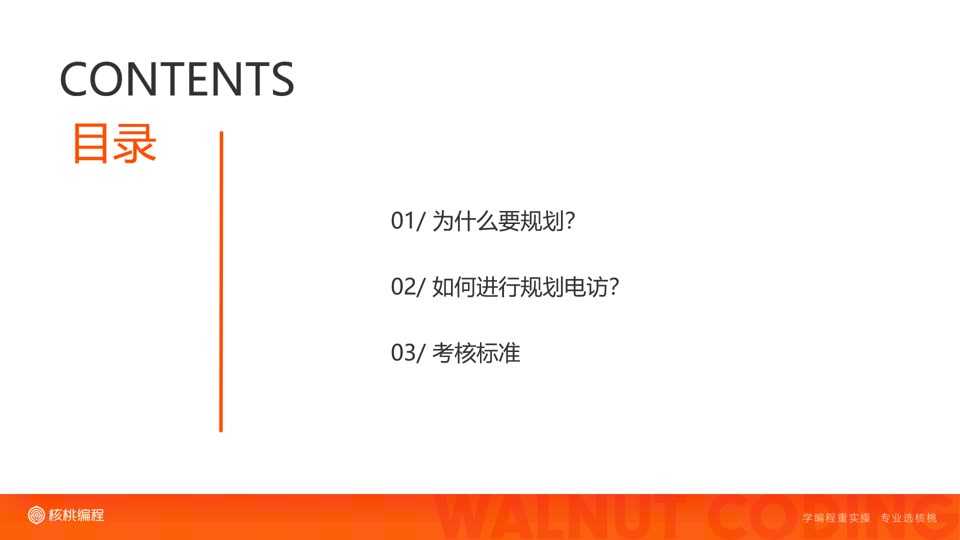 CONTENTS
目录
01/ 为什么要规划？
02/ 如何进行规划电访？
03/ 考核标准
核桃编程
WALNUT CODING
学编程重实操 专业选核桃